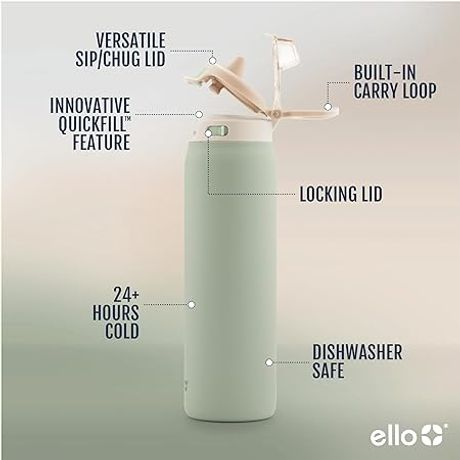 VERSATILE
SIP/CHUG LID
BUILT-IN
CARRY LOOP
INNOVATIVE
QUICKFILL™
FEATURE
LOCKING LID
24+
HOURS
COLD
DISHWASHER
SAFE
ello